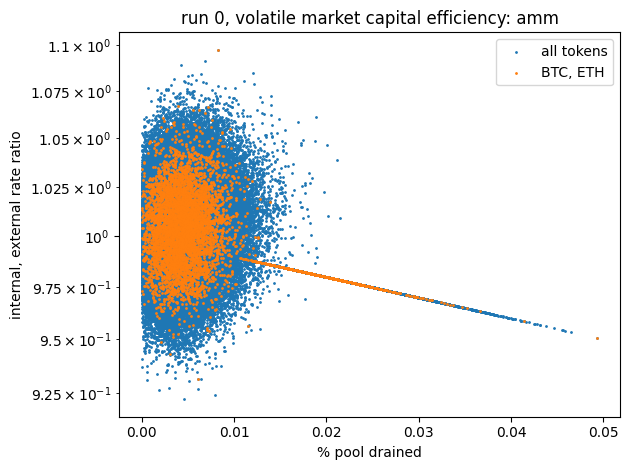 run 0, volatile market capital efficiency: amm
all tokens
BTC, ETH
internal, external rate ratio
1.1 × 10⁰
1.075 × 10⁰
1.05 × 10⁰
1.025 × 10⁰
10⁰
9.75 × 10⁻¹
9.5 × 10⁻¹
9.25 × 10⁻¹
0.00 0.01 0.02 0.03 0.04 0.05
% pool drained